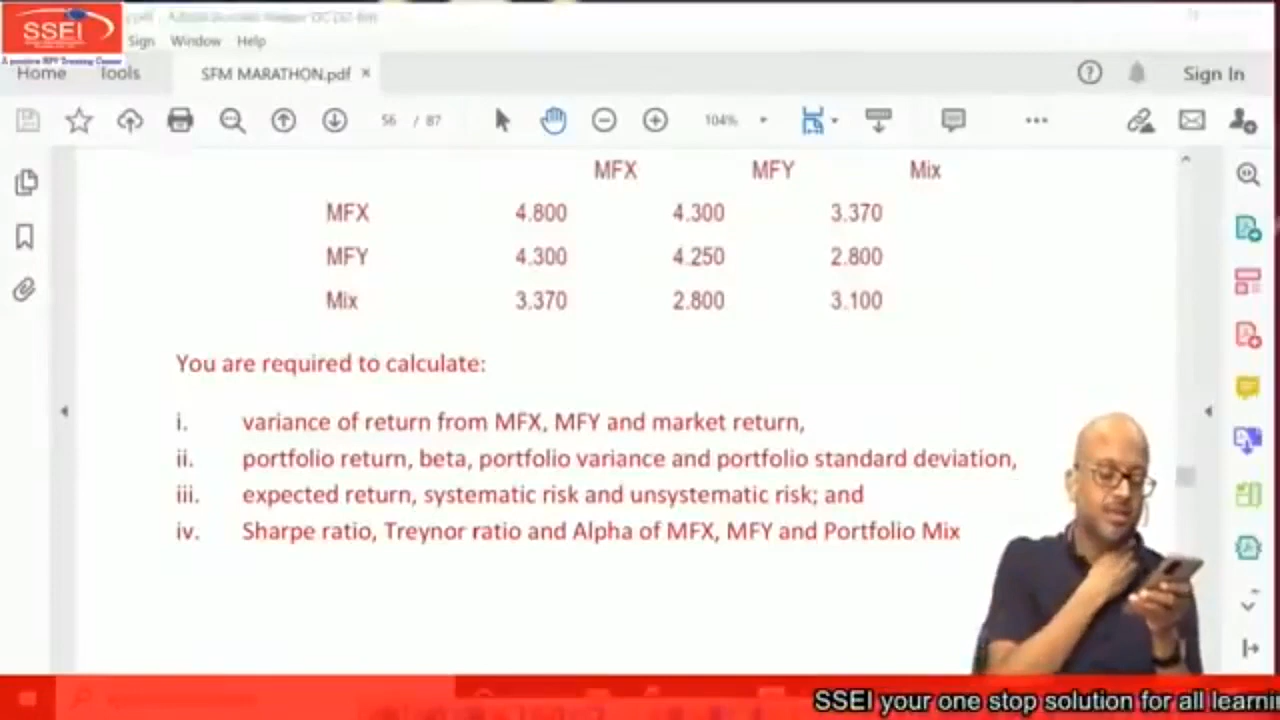 SSEI
Sign Window Help
Home Tools SFM MARATHON.pdf × Sign In
56 / 87 104%
MFX MFY Mix
MFX 4.800 4.300 3.370
MFY 4.300 4.250 2.800
Mix 3.370 2.800 3.100
You are required to calculate:
i. variance of return from MFX, MFY and market return,
ii. portfolio return, beta, portfolio variance and portfolio standard deviation,
iii. expected return, systematic risk and unsystematic risk; and
iv. Sharpe ratio, Treynor ratio and Alpha of MFX, MFY and Portfolio Mix
SSEI your one stop solution for all learni